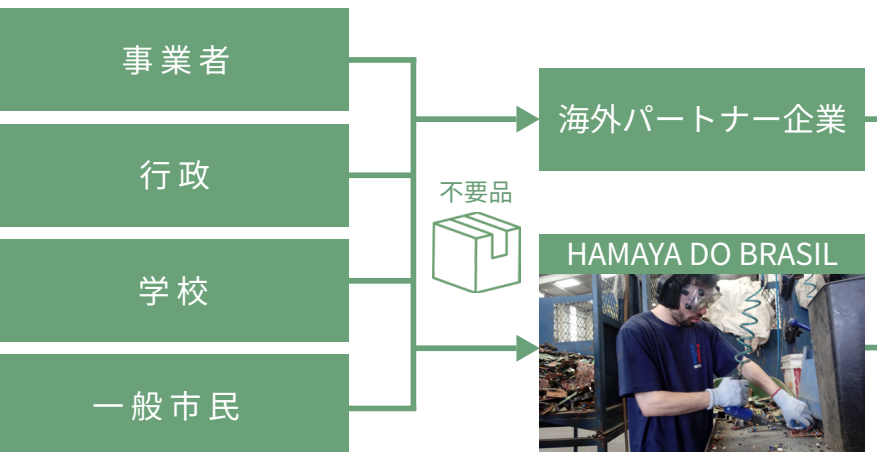 事業者
行政
学校
一般市民
不要品
海外パートナー企業
HAMAYA DO BRASIL